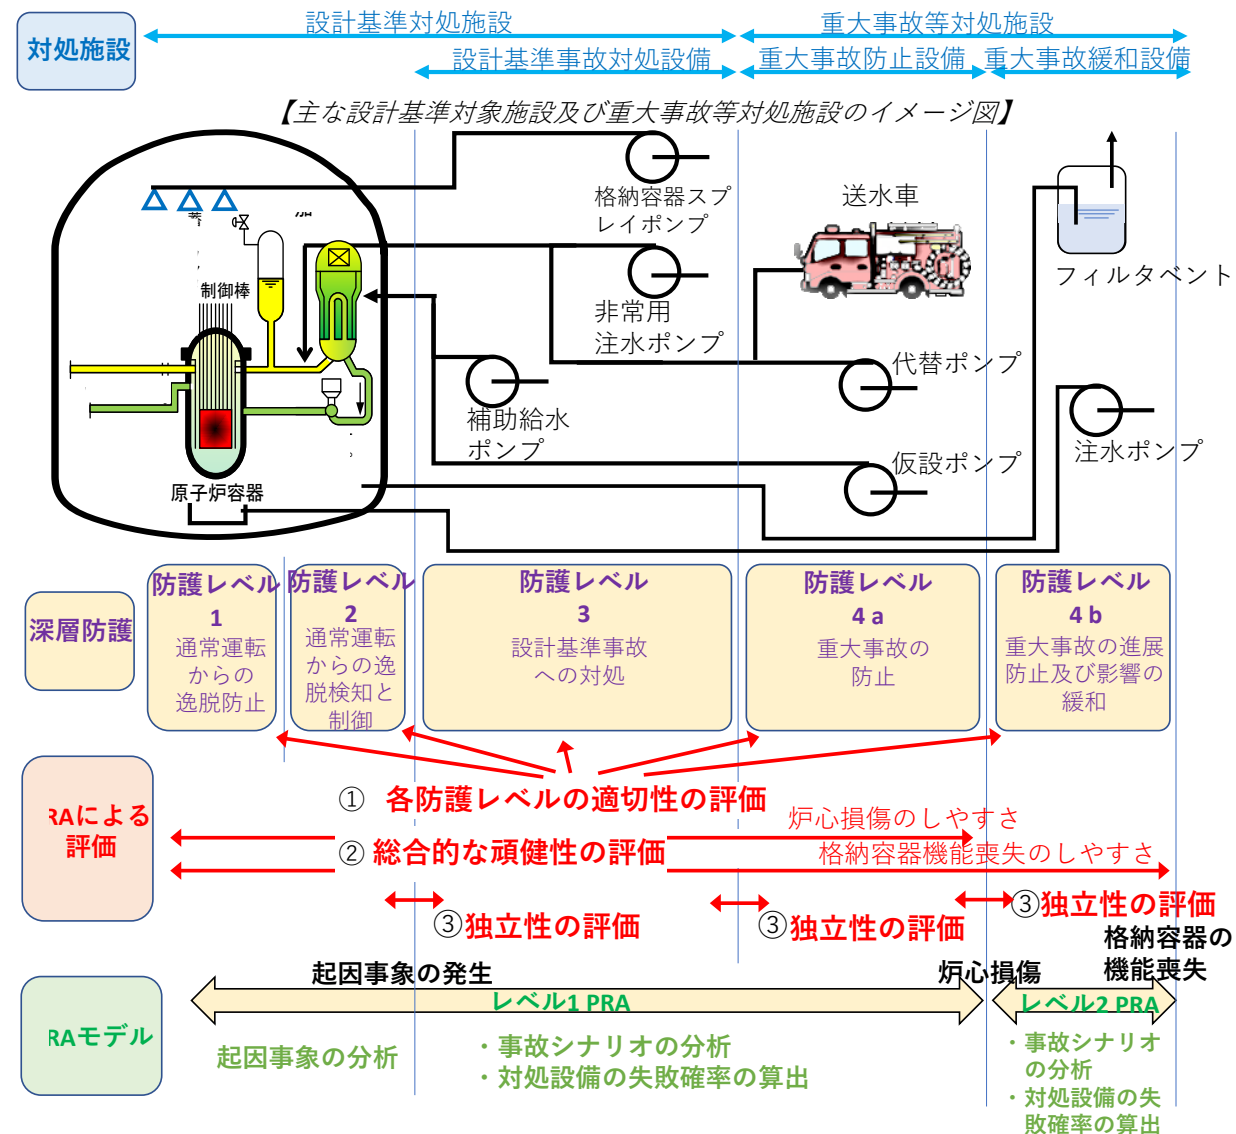 対処施設
設計基準対処施設
重大事故等対処施設
設計基準事故対処設備
重大事故防止設備
重大事故緩和設備
【主な設計基準対象施設及び重大事故等対処施設のイメージ図】
格納容器スプ
レイポンプ
送水車
フィルタベント
制御棒
非常用
注水ポンプ
代替ポンプ
補助給水
ポンプ
仮設ポンプ
注水ポンプ
原子炉容器
深層防護
防護レベル
1
通常運転
からの
逸脱防止
防護レベル
2
通常運転
からの逸
脱検知と
制御
防護レベル
3
設計基準事故
への対処
防護レベル
4 a
重大事故の
防止
防護レベル
4 b
重大事故の進展
防止及び影響の
緩和
RAによる
評価
① 各防護レベルの適切性の評価
炉心損傷のしやすさ
② 総合的な頑健性の評価
格納容器機能喪失のしやすさ
③独立性の評価
③独立性の評価
③独立性の評価
格納容器の
機能喪失
起因事象の発生
炉心損傷
RAモデル
レベル1 PRA
レベル2 PRA
起因事象の分析
・事故シナリオの分析
・対処設備の失敗確率の算出
・事故シナリオ
の分析
・対処設備の失
敗確率の算出